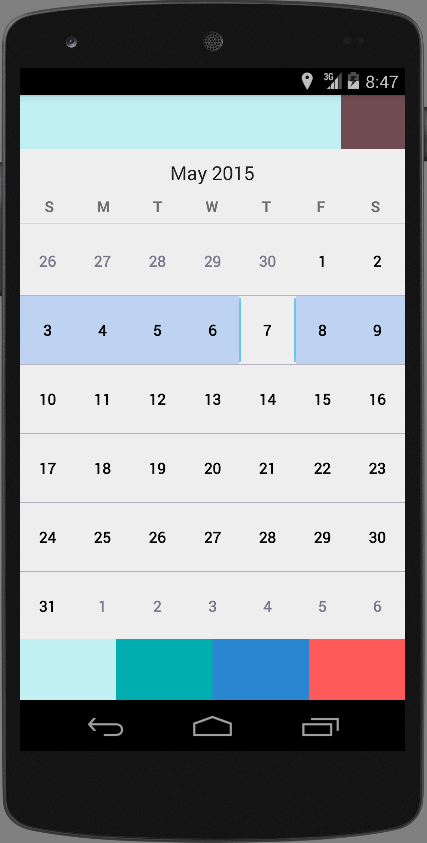 3G 8:47
May 2015
S M T W T F S
26 27 28 29 30 1 2
3 4 5 6 7 8 9
10 11 12 13 14 15 16
17 18 19 20 21 22 23
24 25 26 27 28 29 30
31 1 2 3 4 5 6